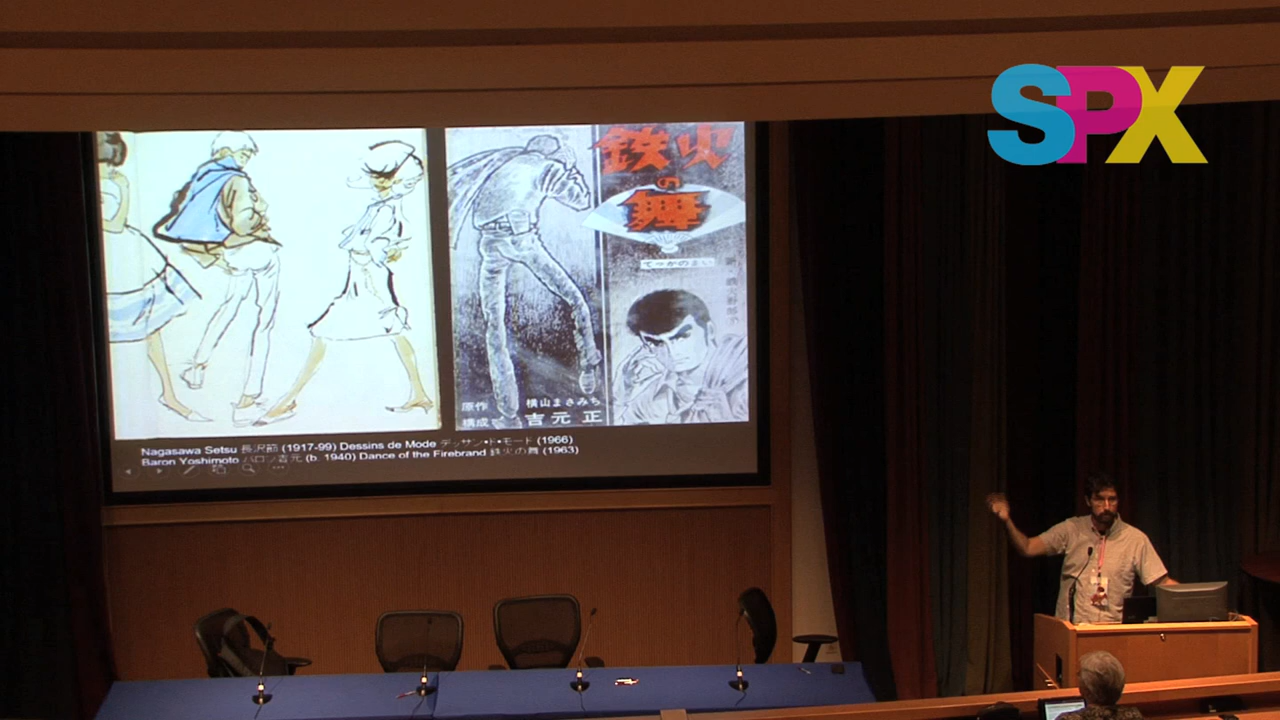 SPX
鉄火
の
舞
てっかのまい
原作 横山まさみち
構成 吉元正
Nagasawa Setsu 長沢節 (1917-99) Dessins de Mode デッサン・ド・モード (1966)
Baron Yoshimoto バロン吉元 (b. 1940) Dance of the Firebrand 鉄火の舞 (1963)